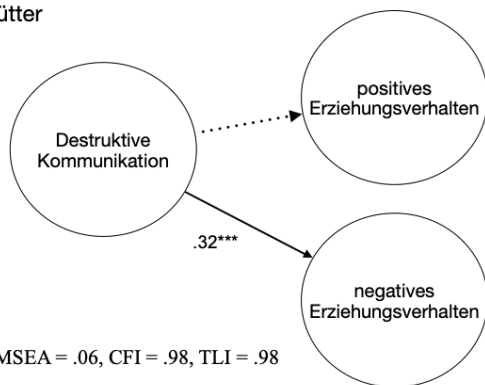 ütter
positives
Erziehungsverhalten
Destruktive
Kommunikation
.32***
negatives
Erziehungsverhalten
MSEA = .06, CFI = .98, TLI = .98